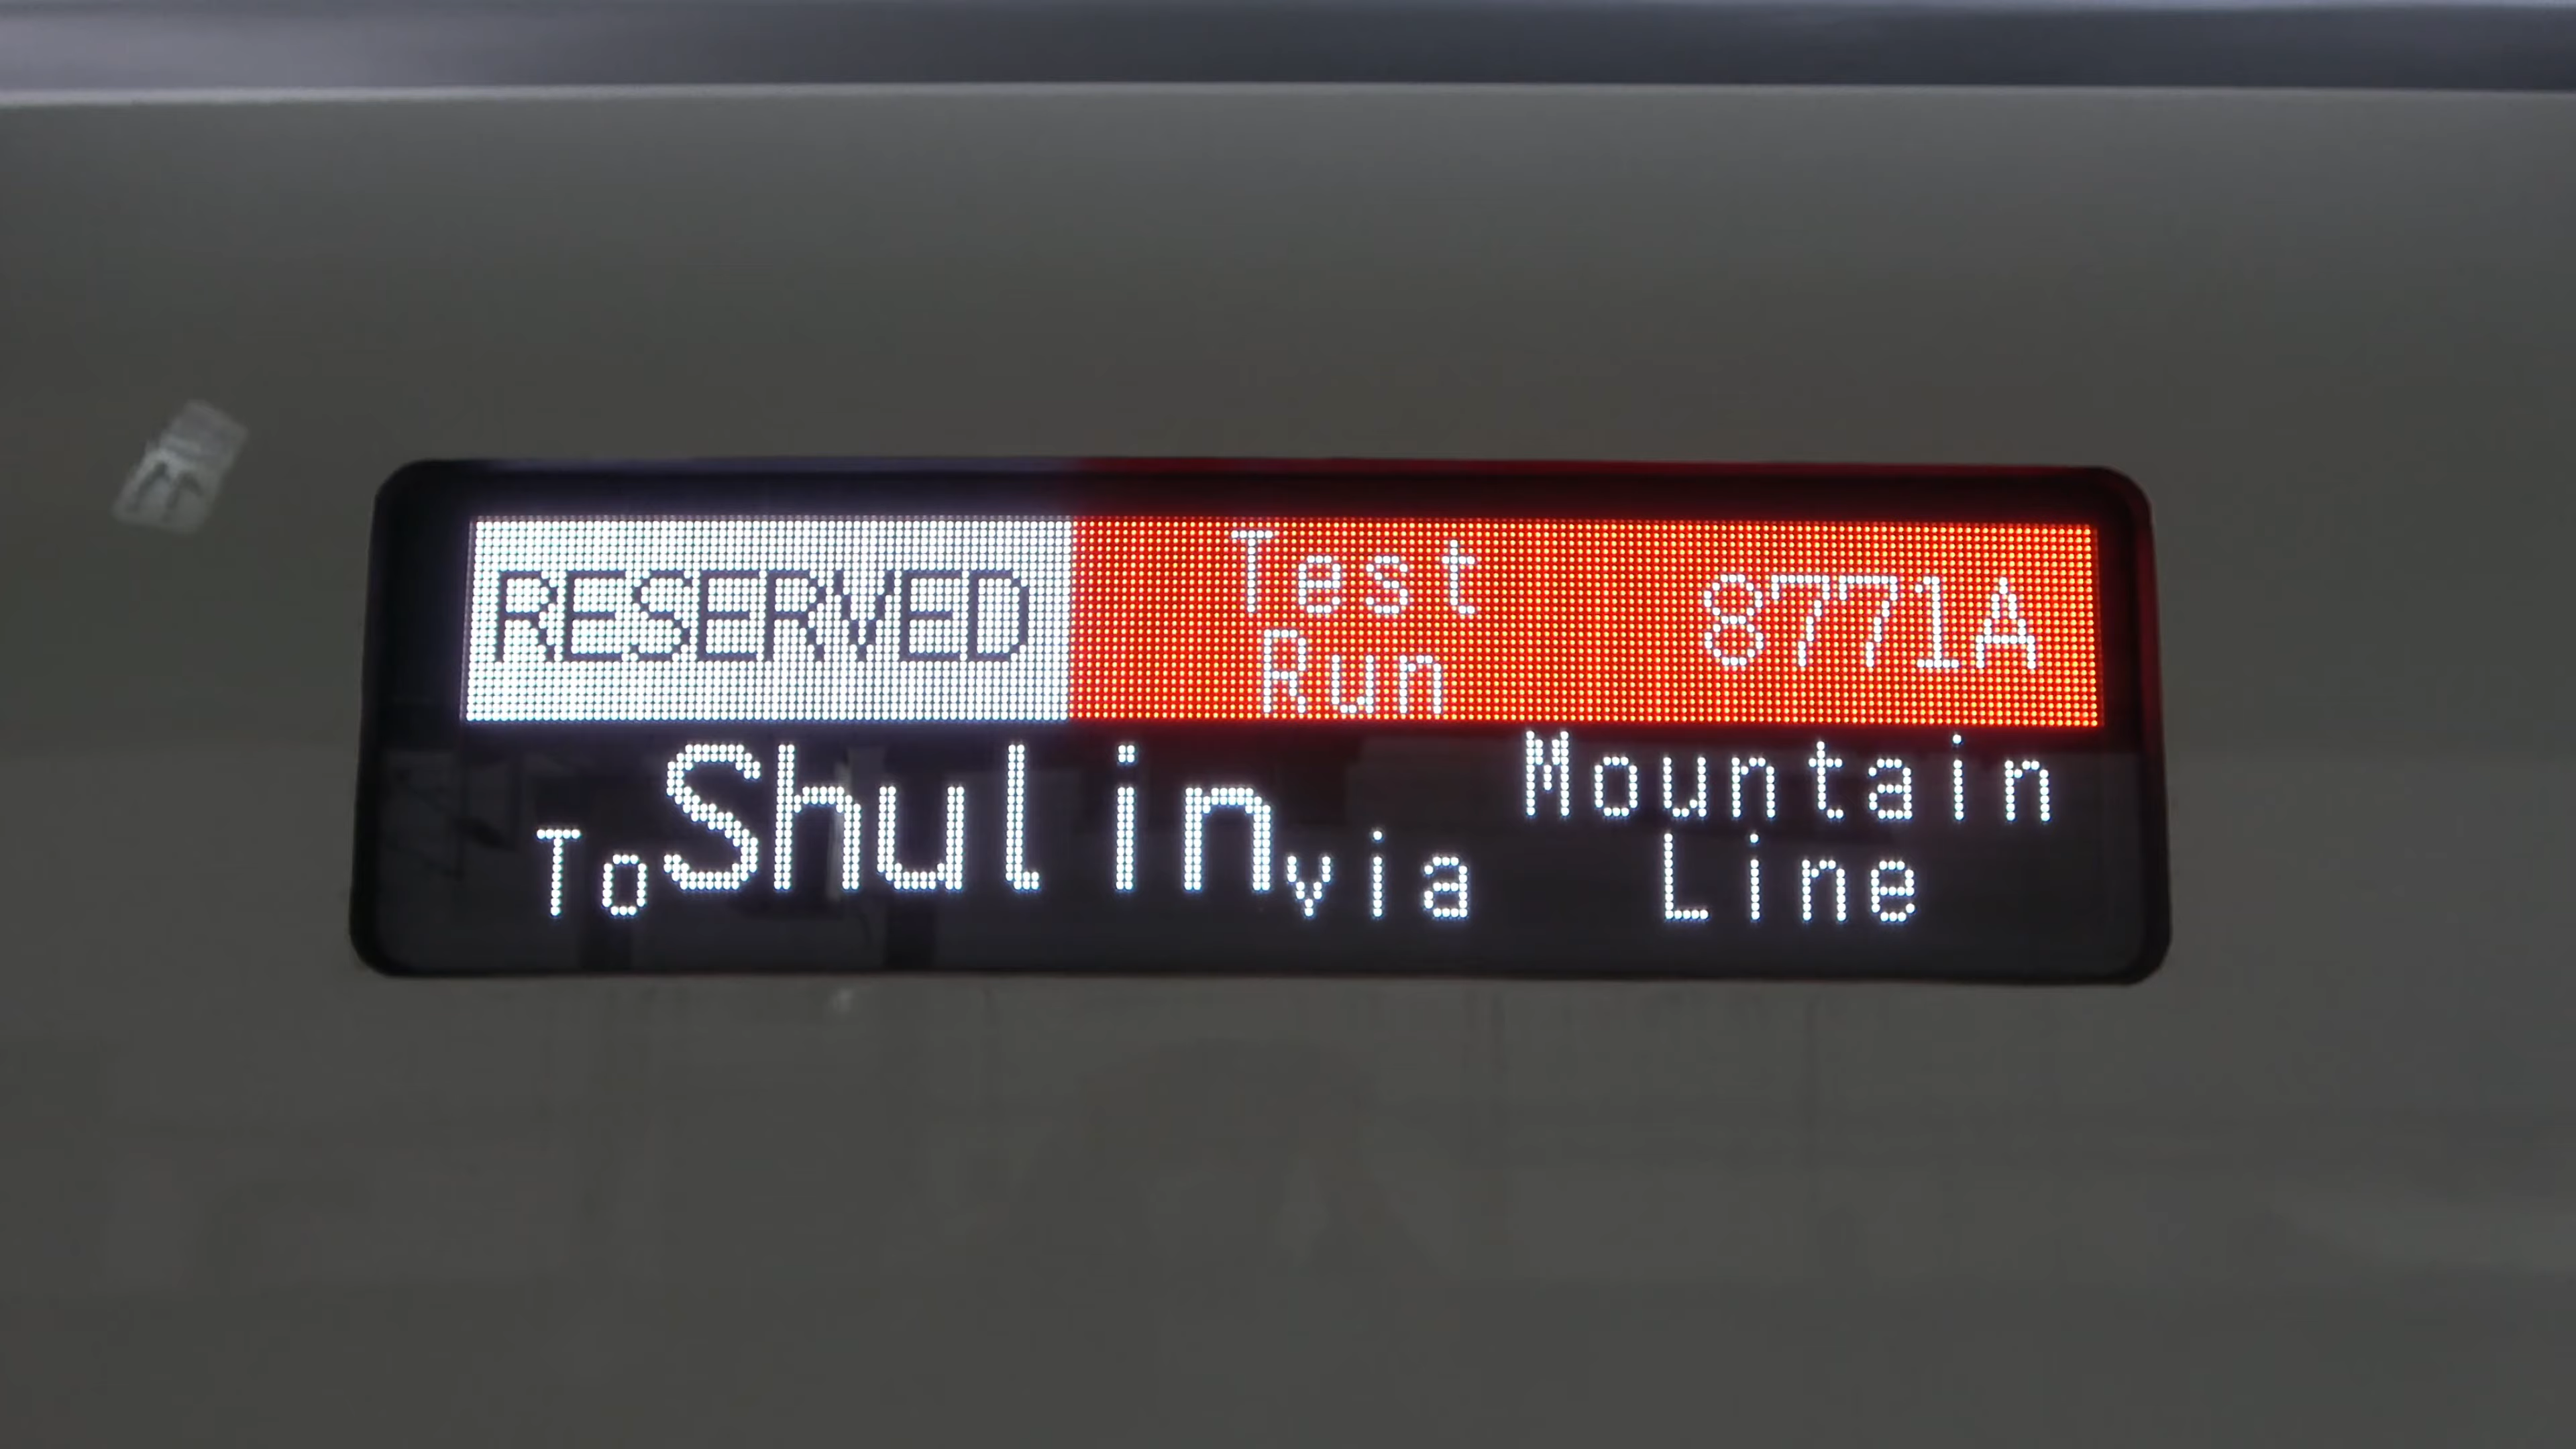 RESERVED
Test
Run
8771A
To Shulin via
Mountain
Line